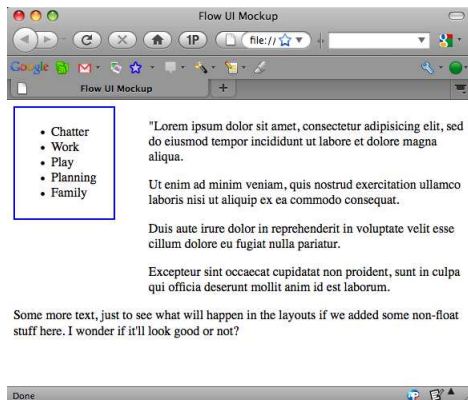 Flow UI Mockup
1P
file://
Google
Flow UI Mockup
Chatter
Work
Play
Planning
Family
"Lorem ipsum dolor sit amet, consectetur adipisicing elit, sed
do eiusmod tempor incididunt ut labore et dolore magna
aliqua.
Ut enim ad minim veniam, quis nostrud exercitation ullamco
laboris nisi ut aliquip ex ea commodo consequat.
Duis aute irure dolor in reprehenderit in voluptate velit esse
cillum dolore eu fugiat nulla pariatur.
Excepteur sint occaecat cupidatat non proident, sunt in culpa
qui officia deserunt mollit anim id est laborum.
Some more text, just to see what will happen in the layouts if we added some non-float
stuff here. I wonder if it'll look good or not?
Done